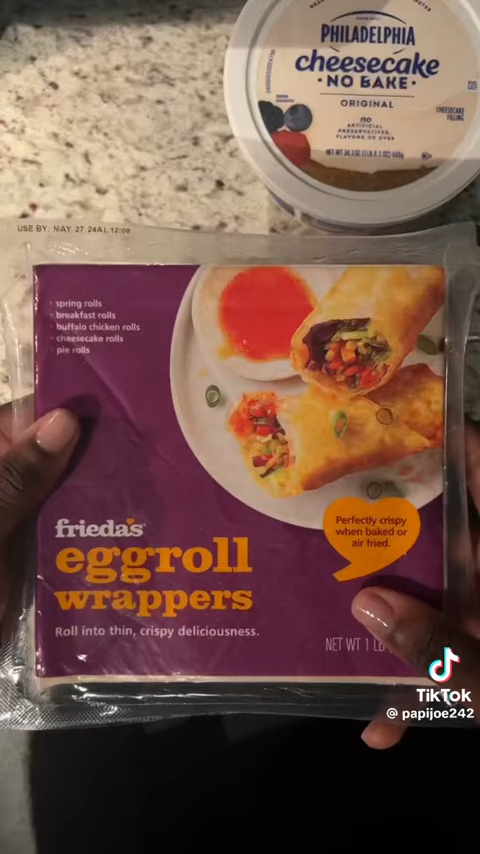 PHILADELPHIA
cheesecake
• NO BAKE •
ORIGINAL
no
ARTIFICIAL
PRESERVATIVES,
FLAVORS OR DYES
CHEESECAKE
FILLING
USE BY: MAY 27 24AL 12:08
spring rolls
breakfast rolls
buffalo chicken rolls
cheesecake rolls
pie rolls
Perfectly crispy
when baked or
air fried.
frieda's®
eggroll
wrappers
Roll into thin, crispy deliciousness.
NET WT 1 LB
TikTok
@ papijoe242